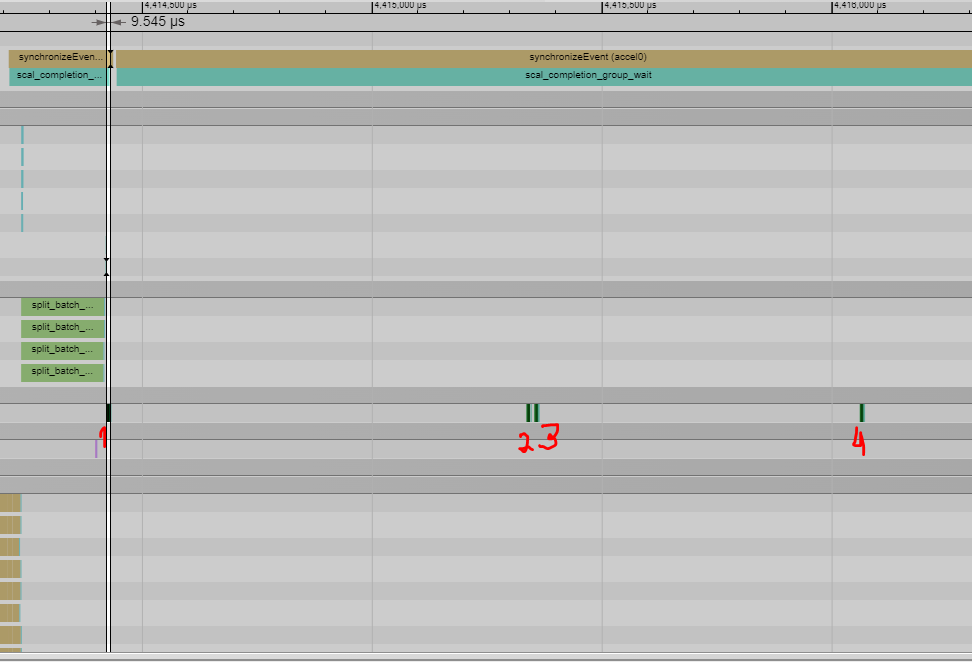 4,414,500 µs 4,415,000 µs 4,415,500 µs 4,416,000 µs
9.545 µs
synchronizeEven... synchronizeEvent (accel0)
scal_completion_... scal_completion_group_wait
split_batch_...
split_batch_...
split_batch_...
split_batch_...
1 2 3 4